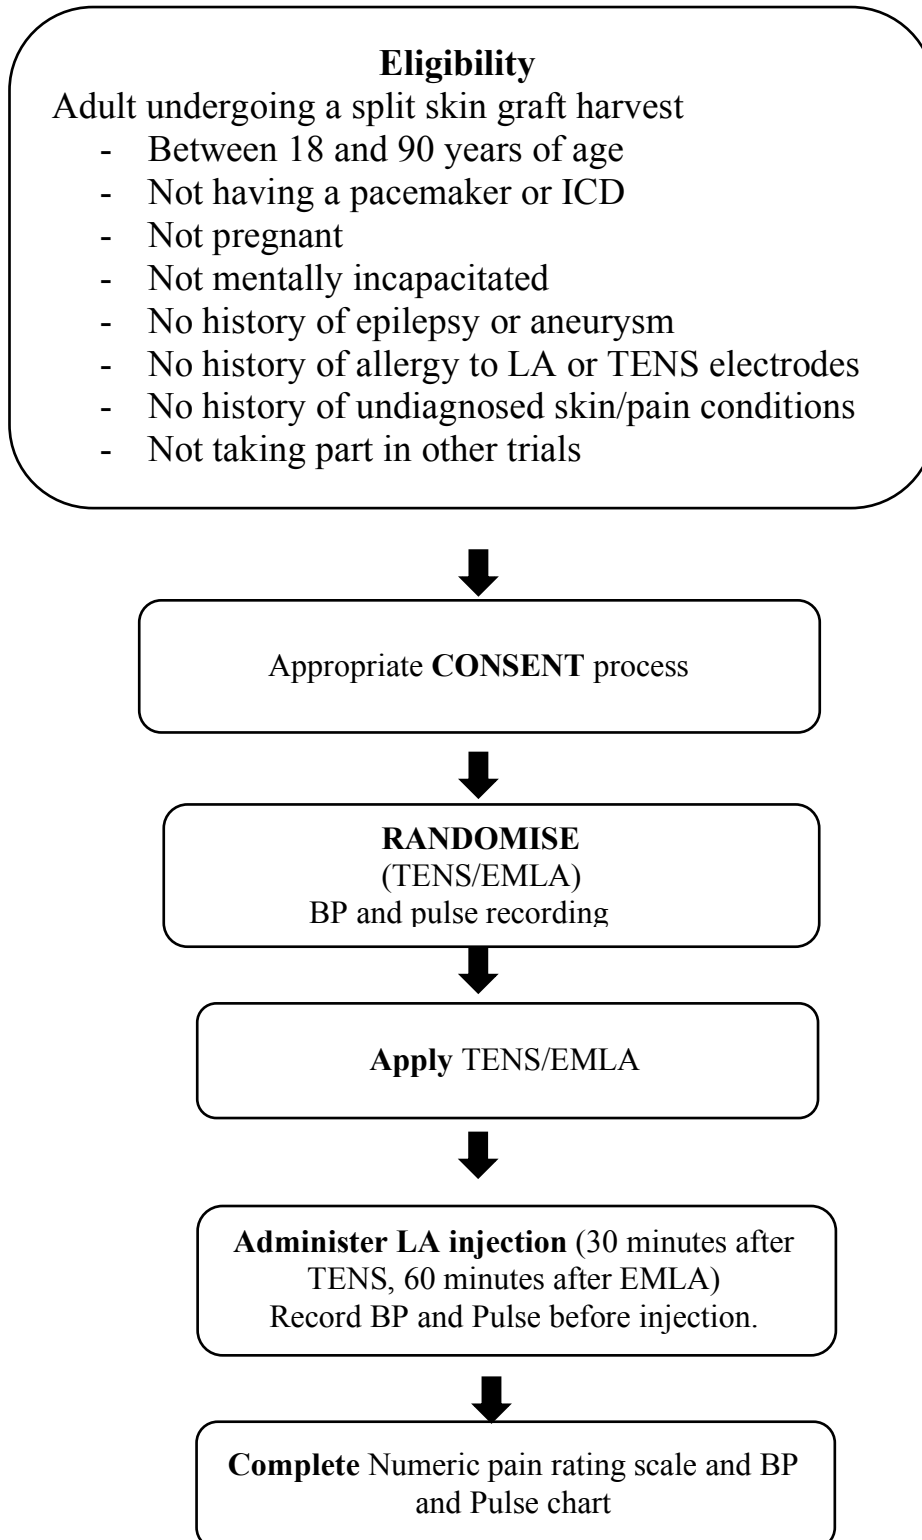 Eligibility
Adult undergoing a split skin graft harvest
- Between 18 and 90 years of age
- Not having a pacemaker or ICD
- Not pregnant
- Not mentally incapacitated
- No history of epilepsy or aneurysm
- No history of allergy to LA or TENS electrodes
- No history of undiagnosed skin/pain conditions
- Not taking part in other trials
Appropriate CONSENT process
RANDOMISE
(TENS/EMLA)
BP and pulse recording
Apply TENS/EMLA
Administer LA injection (30 minutes after
TENS, 60 minutes after EMLA)
Record BP and Pulse before injection.
Complete Numeric pain rating scale and BP
and Pulse chart